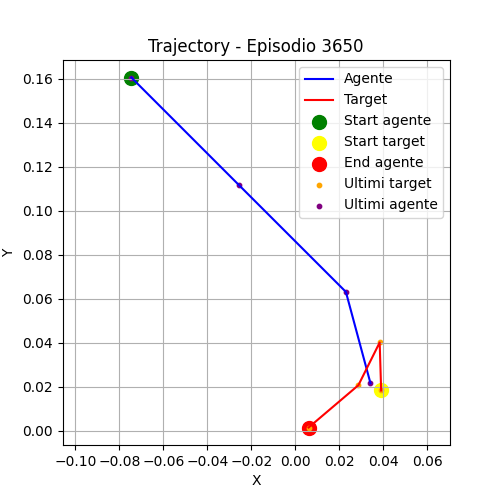 Trajectory - Episodio 3650
Agente
Target
Start agente
Start target
End agente
Ultimi target
Ultimi agente
0.16
0.14
0.12
0.10
0.08
0.06
0.04
0.02
0.00
Y
−0.10 −0.08 −0.06 −0.04 −0.02 0.00 0.02 0.04 0.06
X